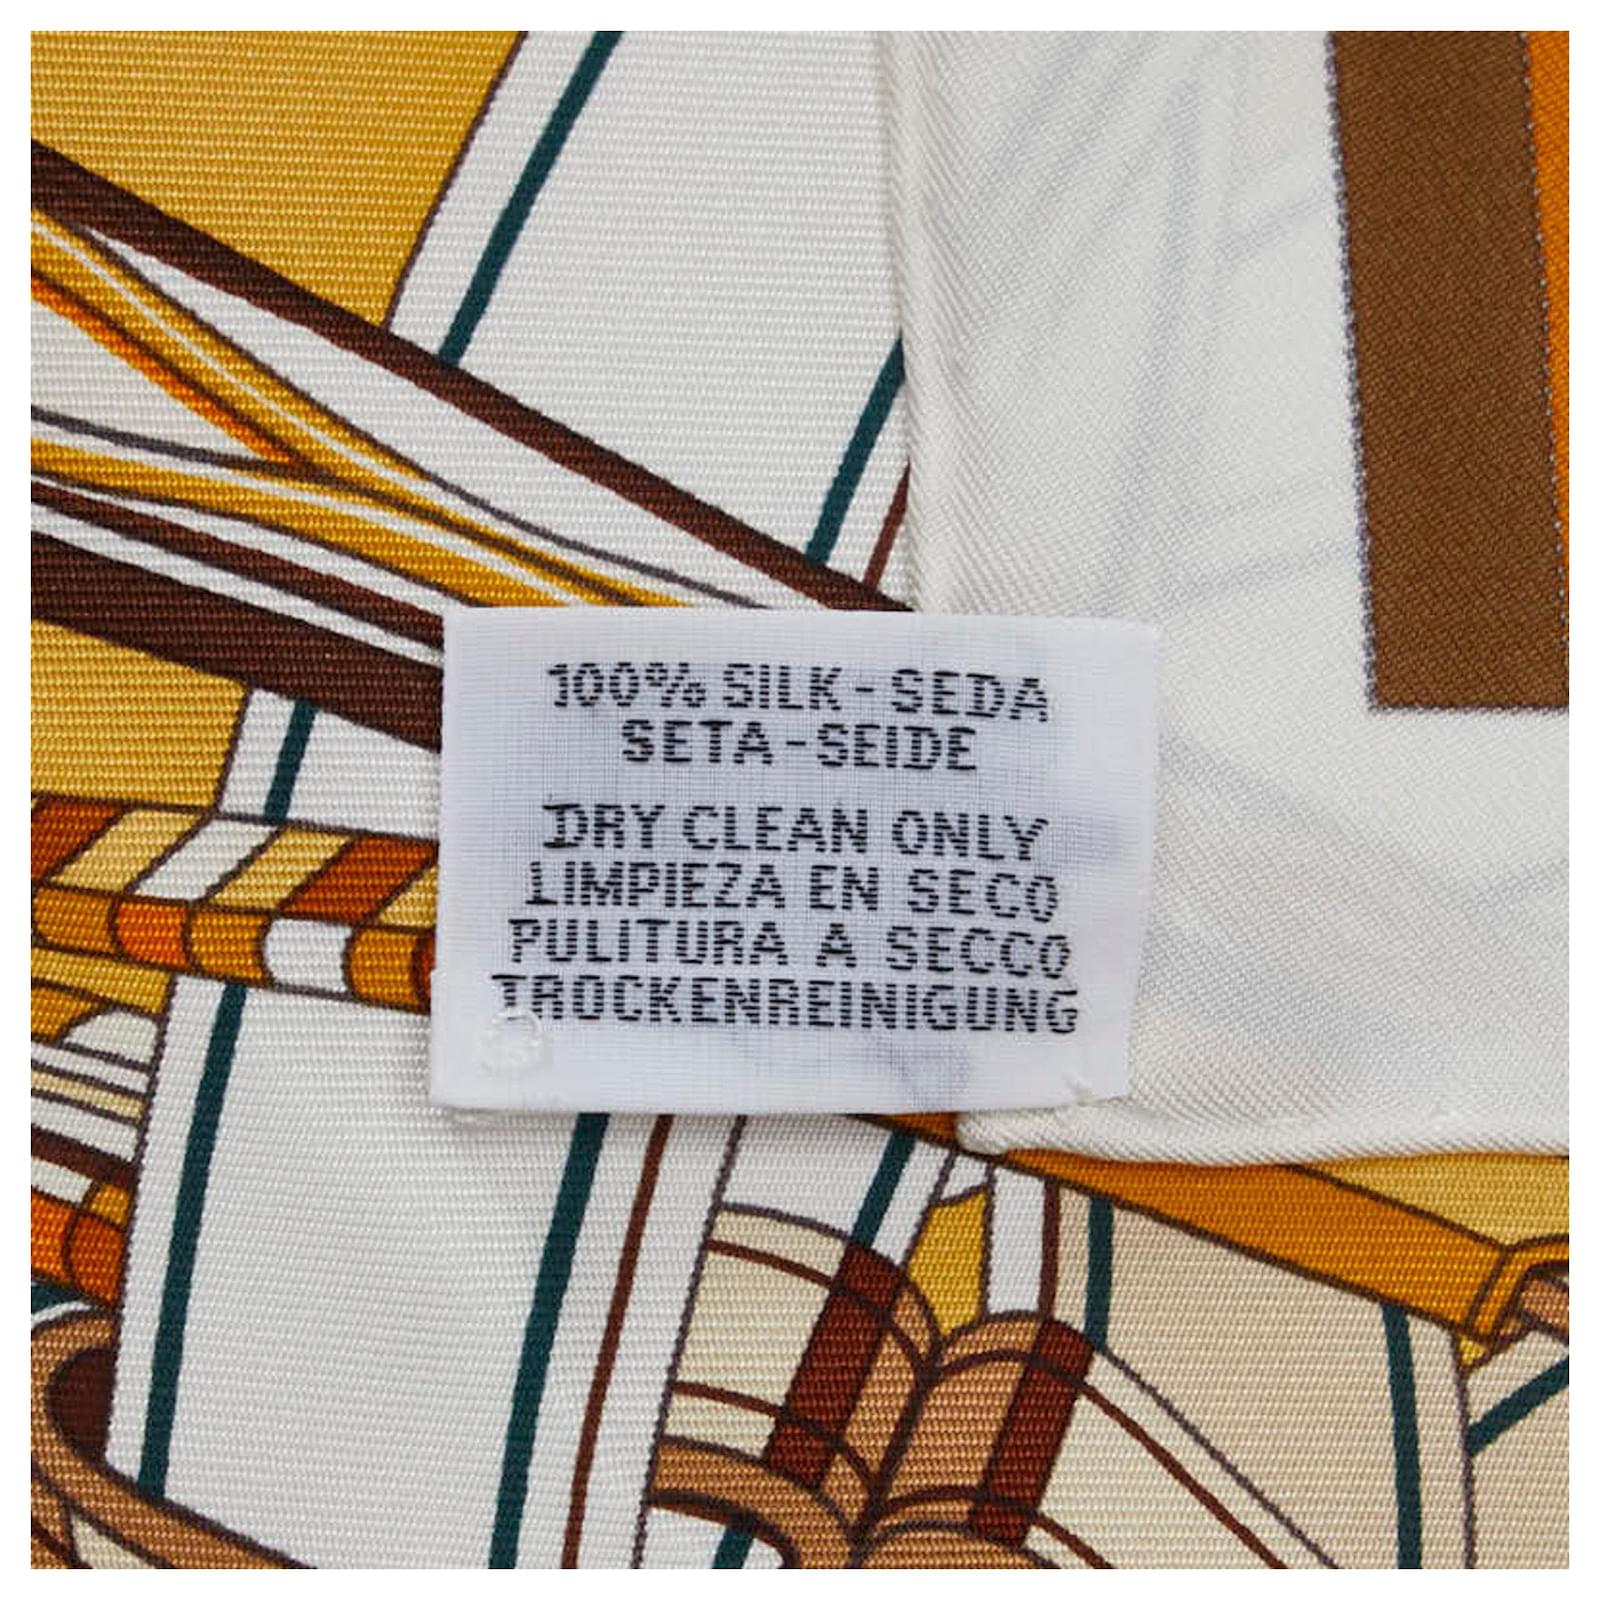 100% SILK - SEDA
SETA - SEIDE
DRY CLEAN ONLY
LIMPIEZA EN SECO
PULITURA A SECCO
TROCKENREINIGUNG